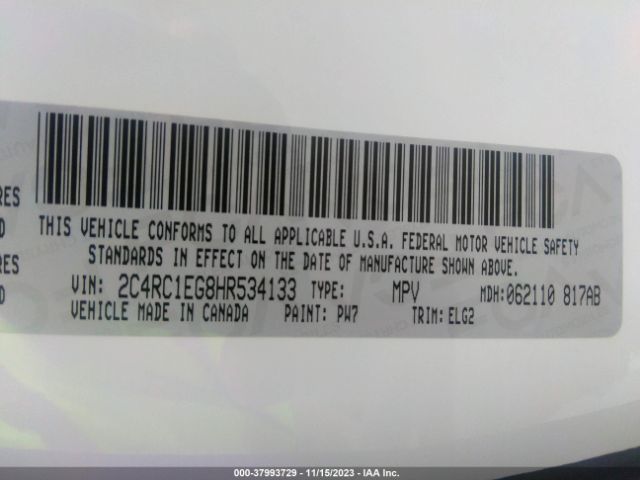 RES
D
RES
D
THIS VEHICLE CONFORMS TO ALL APPLICABLE U.S.A. FEDERAL MOTOR VEHICLE SAFETY
STANDARDS IN EFFECT ON THE DATE OF MANUFACTURE SHOWN ABOVE.
VIN: 2C4RC1EG8HR534133 TYPE: MPV MDH:062110 817AB
VEHICLE MADE IN CANADA PAINT: PW7 TRIM:ELG2
000-37993729 - 11/15/2023 - IAA Inc.